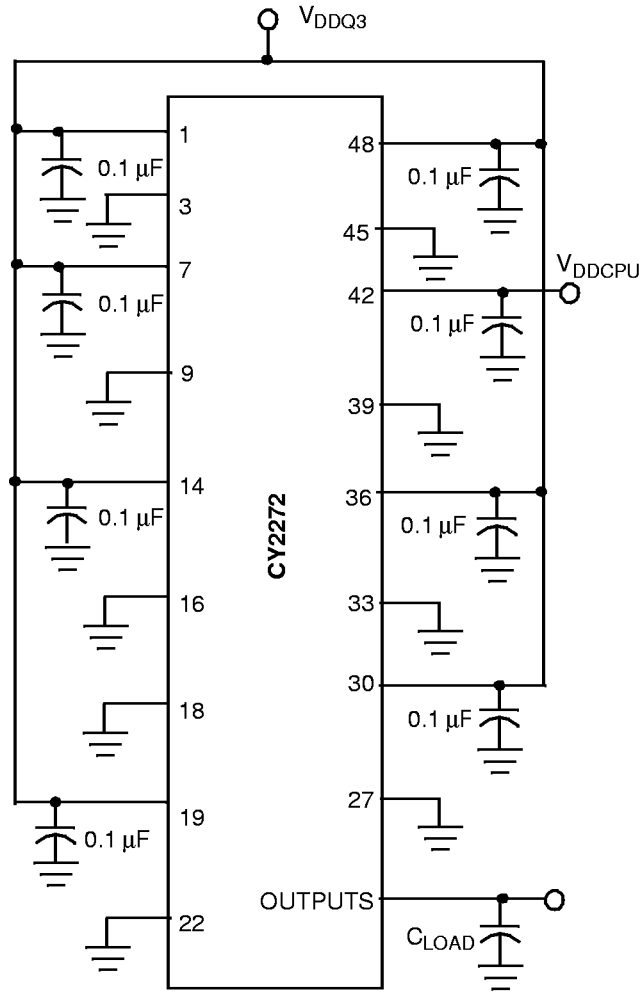 VDDQ3
1
0.1 µF
3
7
0.1 µF
9
14
0.1 µF
16
18
19
0.1 µF
22
CY2272
48
0.1 µF
45
VDDCPU
42
0.1 µF
39
36
0.1 µF
33
30
0.1 µF
27
OUTPUTS
CLOAD